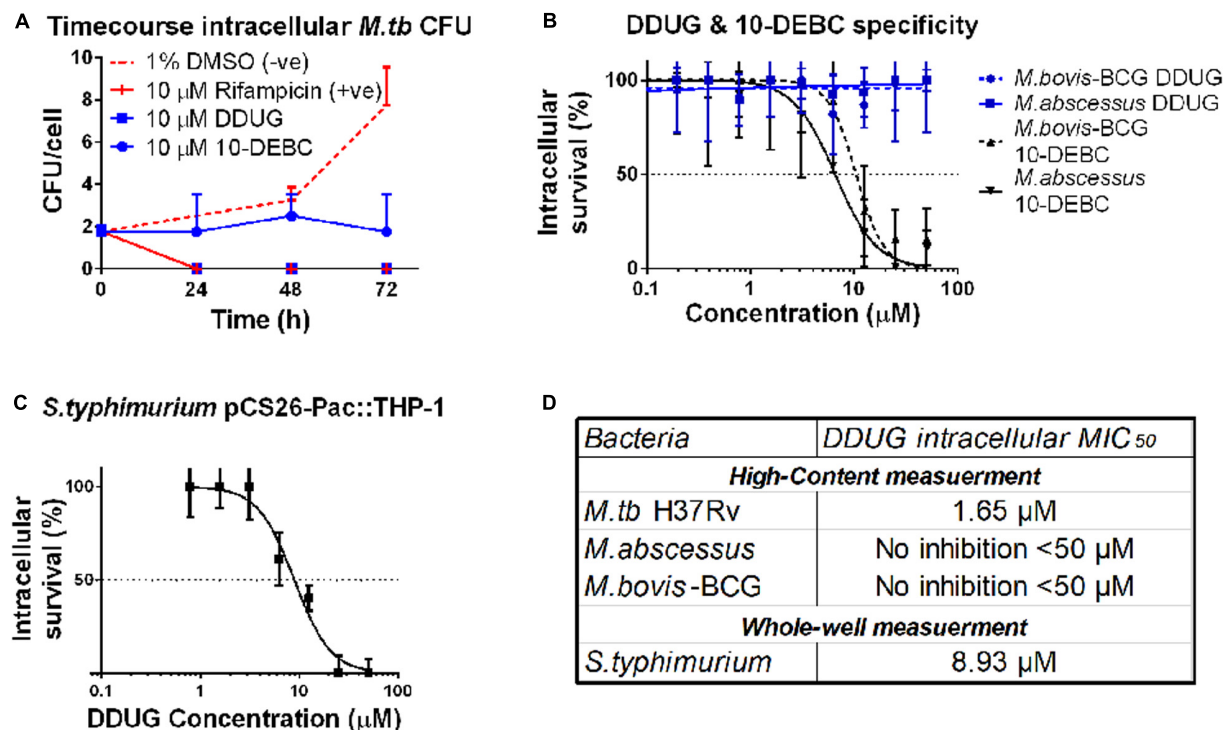 A
Timecourse intracellular M.tb CFU
10
8
6
4
2
0
CFU/cell
1% DMSO (-ve)
10 µM Rifampicin (+ve)
10 µM DDUG
10 µM 10-DEBC
0 24 48 72
Time (h)
B
DDUG & 10-DEBC specificity
100
50
0
Intracellular
survival (%)
0.1 1 10 100
Concentration (µM)
M.bovis-BCG DDUG
M.abscessus DDUG
M.bovis-BCG
10-DEBC
M.abscessus
10-DEBC
C
S.typhimurium pCS26-Pac::THP-1
100
50
Intracellular
survival (%)
0.1 1 10 100
DDUG Concentration (µM)
D
Bacteria DDUG intracellular MIC50
High-Content measuerment
M.tb H37Rv 1.65 µM
M.abscessus No inhibition <50 µM
M.bovis-BCG No inhibition <50 µM
Whole-well measuerment
S.typhimurium 8.93 µM